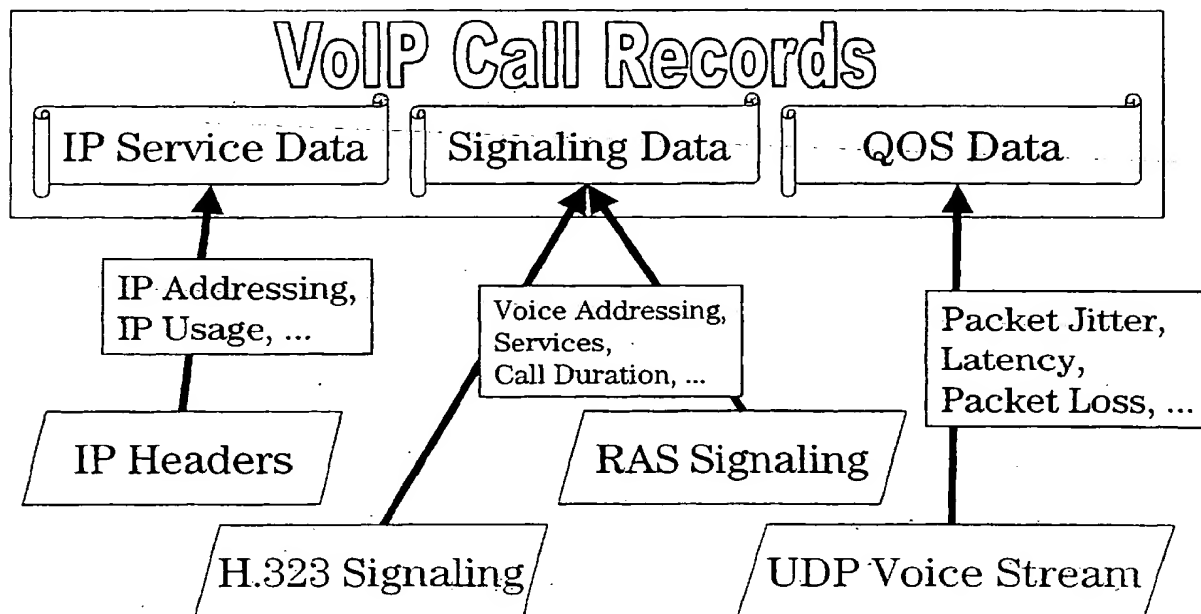 VoIP Call Records
IP Service Data
Signaling Data
QOS Data
IP Addressing,
IP Usage, ...
Voice Addressing,
Services,
Call Duration, ...
Packet Jitter,
Latency,
Packet Loss, ...
IP Headers
RAS Signaling
H.323 Signaling
UDP Voice Stream